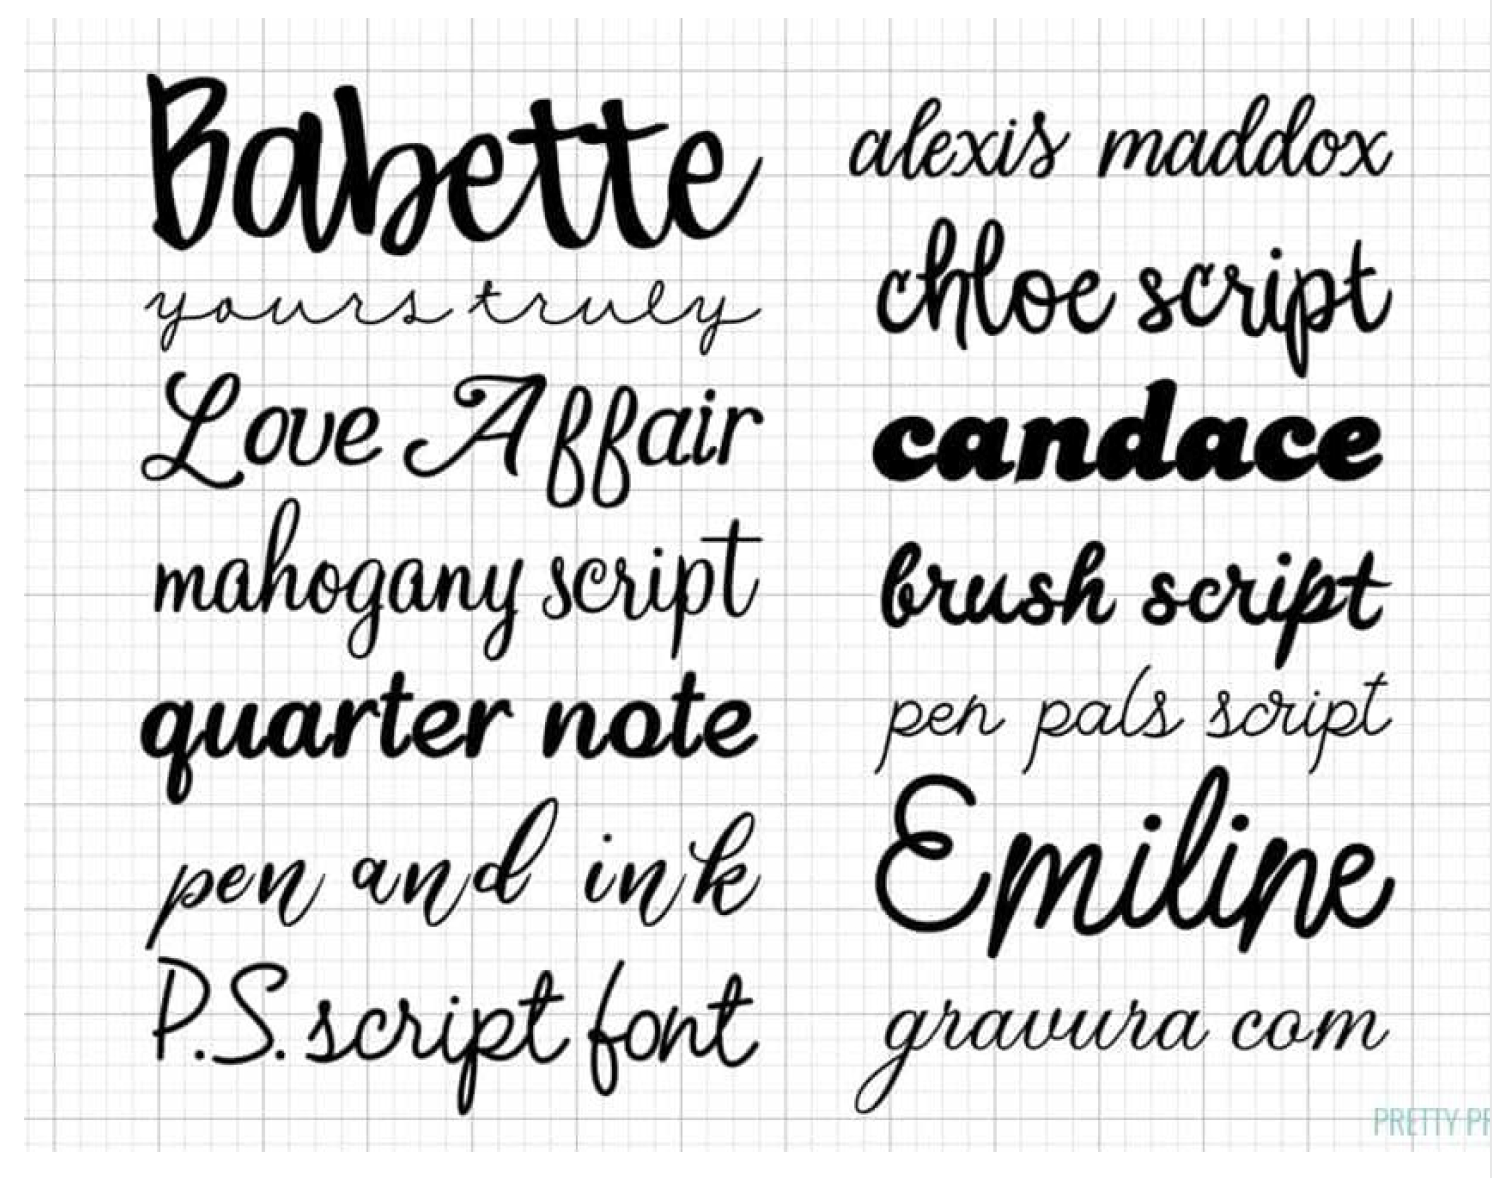 Babette
yours truly
Love Affair
mahogany script
quarter note
pen and ink
P.S. script font
alexis maddox
chloe script
candace
brush script
pen pals script
Emiline
gravura com
PRETTY